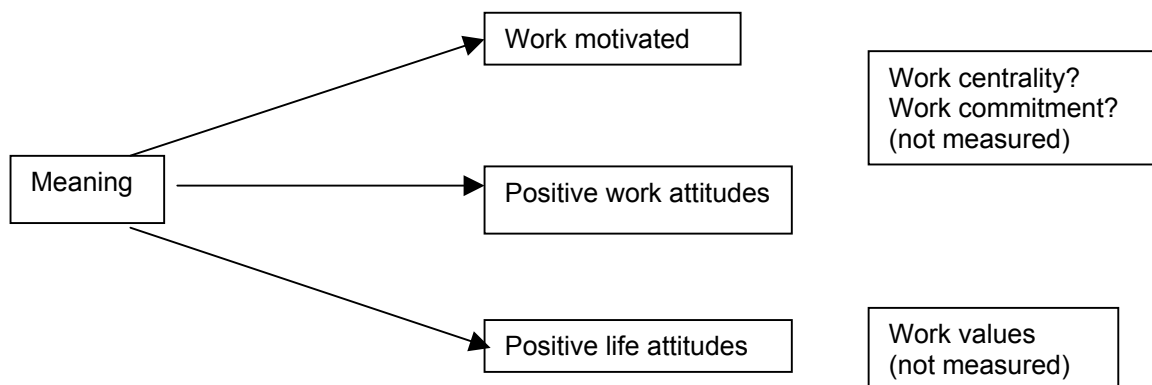 Work motivated
Work centrality?
Work commitment?
(not measured)
Meaning
Positive work attitudes
Positive life attitudes
Work values
(not measured)